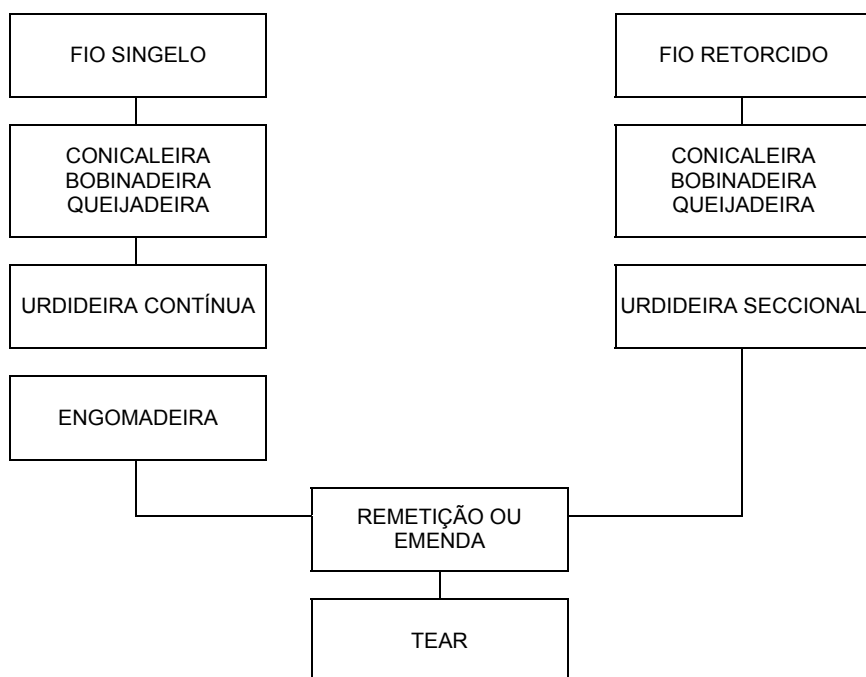 FIO SINGELO
FIO RETORCIDO
CONICALEIRA
BOBINADEIRA
QUEIJADEIRA
CONICALEIRA
BOBINADEIRA
QUEIJADEIRA
URDIDEIRA CONTÍNUA
URDIDEIRA SECCIONAL
ENGOMADEIRA
REMETIÇÃO OU
EMENDA
TEAR